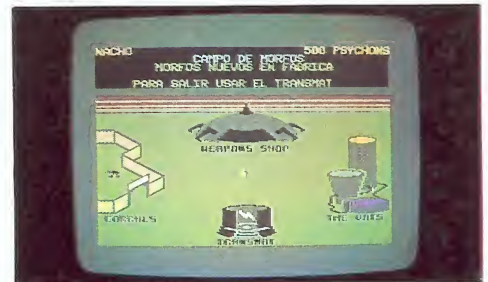 NACHO 500 PSYCHONS
CAMPO DE MORFOS
MORFOS NUEVOS EN FABRICA
PARA SALIR USAR EL TRANSMAT
WEAPONS SHOP
CORRALS
THE VATS
TRANSMAT